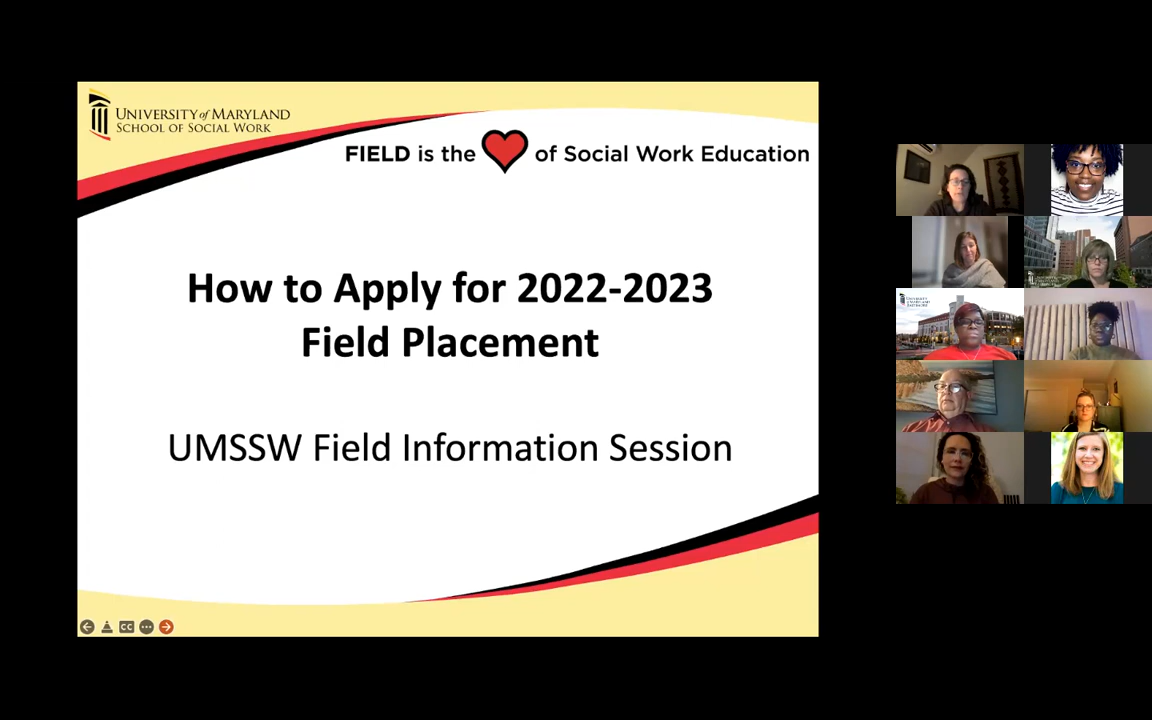 UNIVERSITY of MARYLAND
SCHOOL OF SOCIAL WORK
FIELD is the of Social Work Education
How to Apply for 2022-2023
Field Placement
UMSSW Field Information Session
CC